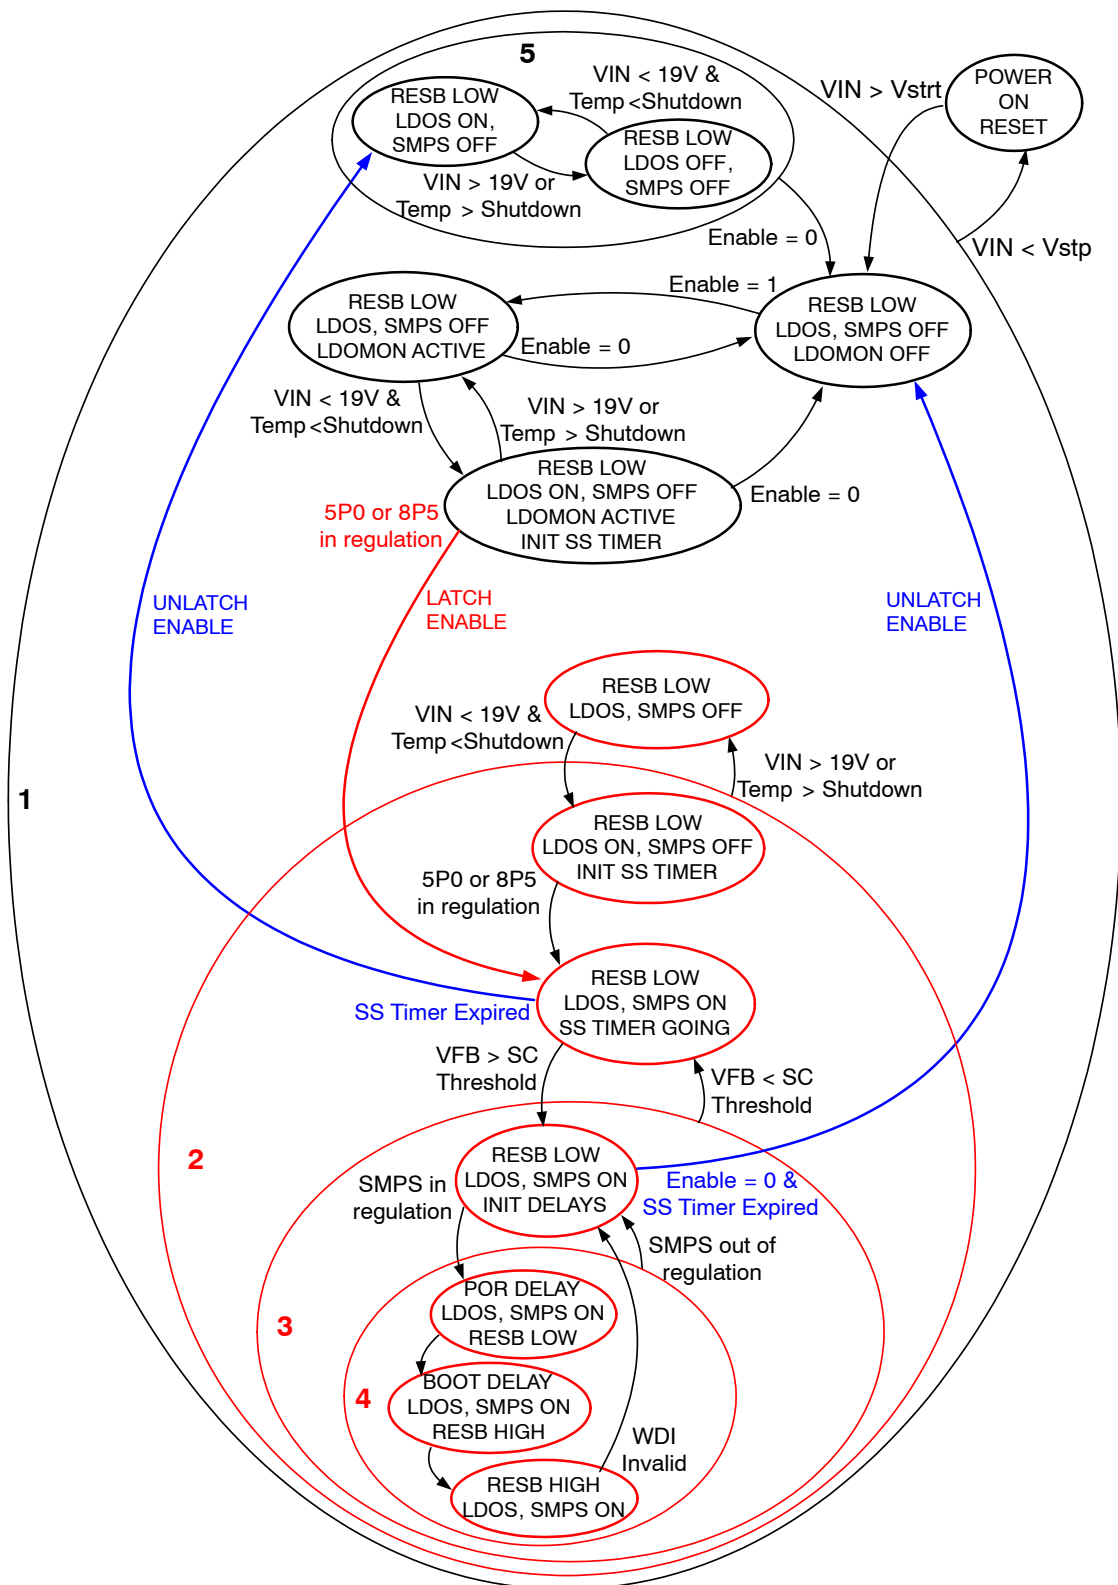 5
VIN < 19V &
Temp <Shutdown
RESB LOW
LDOS ON,
SMPS OFF
RESB LOW
LDOS OFF,
SMPS OFF
VIN > 19V or
Temp > Shutdown
VIN > Vstrt
POWER
ON
RESET
Enable = 0
VIN < Vstp
Enable = 1
RESB LOW
LDOS, SMPS OFF
LDOMON ACTIVE
RESB LOW
LDOS, SMPS OFF
LDOMON OFF
Enable = 0
VIN < 19V &
Temp <Shutdown
VIN > 19V or
Temp > Shutdown
RESB LOW
LDOS ON, SMPS OFF
LDOMON ACTIVE
INIT SS TIMER
Enable = 0
5P0 or 8P5
in regulation
UNLATCH
ENABLE
LATCH
ENABLE
UNLATCH
ENABLE
RESB LOW
LDOS, SMPS OFF
VIN < 19V &
Temp <Shutdown
VIN > 19V or
Temp > Shutdown
1
RESB LOW
LDOS ON, SMPS OFF
INIT SS TIMER
5P0 or 8P5
in regulation
RESB LOW
LDOS, SMPS ON
SS TIMER GOING
SS Timer Expired
VFB > SC
Threshold
VFB < SC
Threshold
2
RESB LOW
LDOS, SMPS ON
INIT DELAYS
SMPS in
regulation
Enable = 0 &
SS Timer Expired
SMPS out of
regulation
3
POR DELAY
LDOS, SMPS ON
RESB LOW
4
BOOT DELAY
LDOS, SMPS ON
RESB HIGH
WDI
Invalid
RESB HIGH
LDOS, SMPS ON